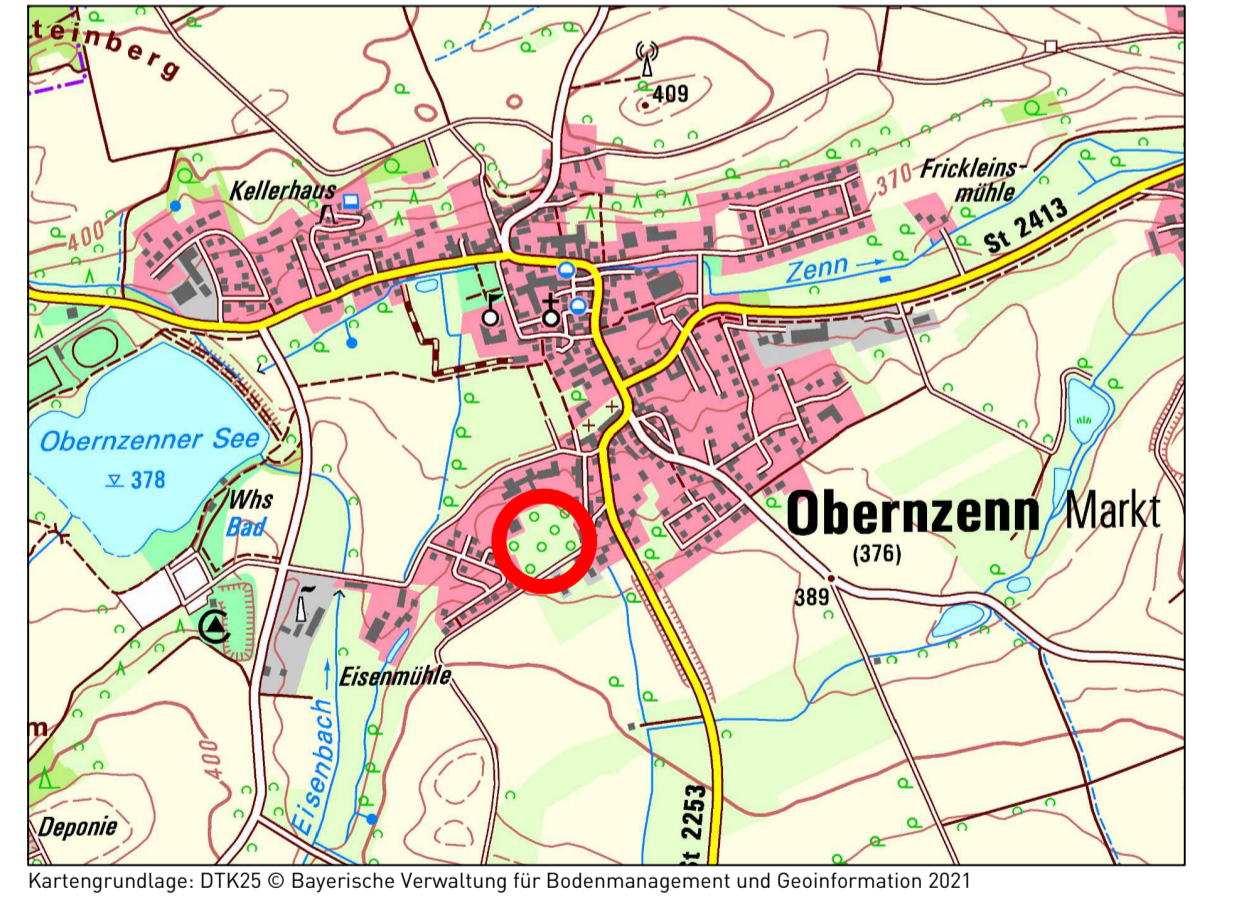 teinberg
409
Kellerhaus
Frickleins-
mühle
370
400
St 2413
Zenn
Obernzenner See
378
Whs
Bad
Obernzenn Markt
(376)
389
Eisenmühle
Eisenbach
400
m
Deponie
St 2253
Kartengrundlage: DTK25 © Bayerische Verwaltung für Bodenmanagement und Geoinformation 2021